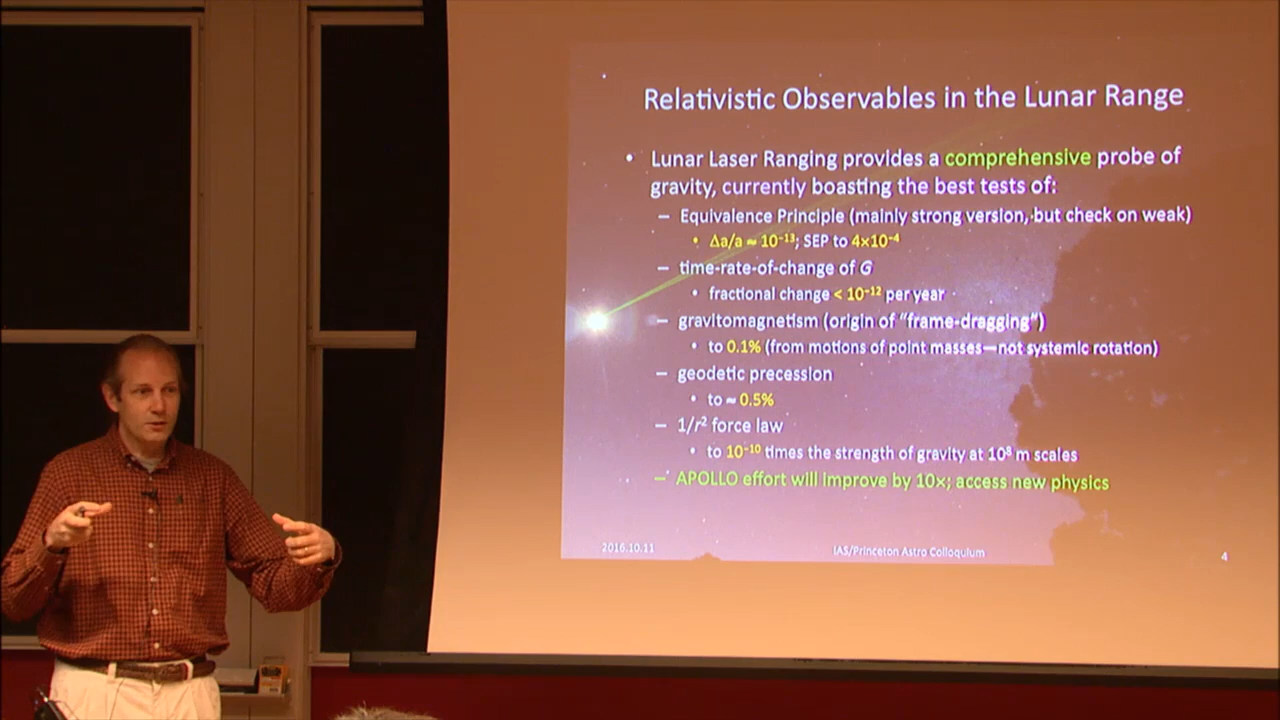 Relativistic Observables in the Lunar Range
• Lunar Laser Ranging provides a comprehensive probe of
gravity, currently boasting the best tests of:
– Equivalence Principle (mainly strong version, but check on weak)
• Δa/a ≈ 10⁻¹³; SEP to 4×10⁻⁴
– time-rate-of-change of G
• fractional change < 10⁻¹² per year
– gravitomagnetism (origin of “frame-dragging”)
• to 0.1% (from motions of point masses—not systemic rotation)
– geodetic precession
• to ≈ 0.5%
– 1/r² force law
• to 10⁻¹⁰ times the strength of gravity at 10⁸ m scales
– APOLLO effort will improve by 10×; access new physics
2016.10.11 IAS/Princeton Astro Colloquium 4